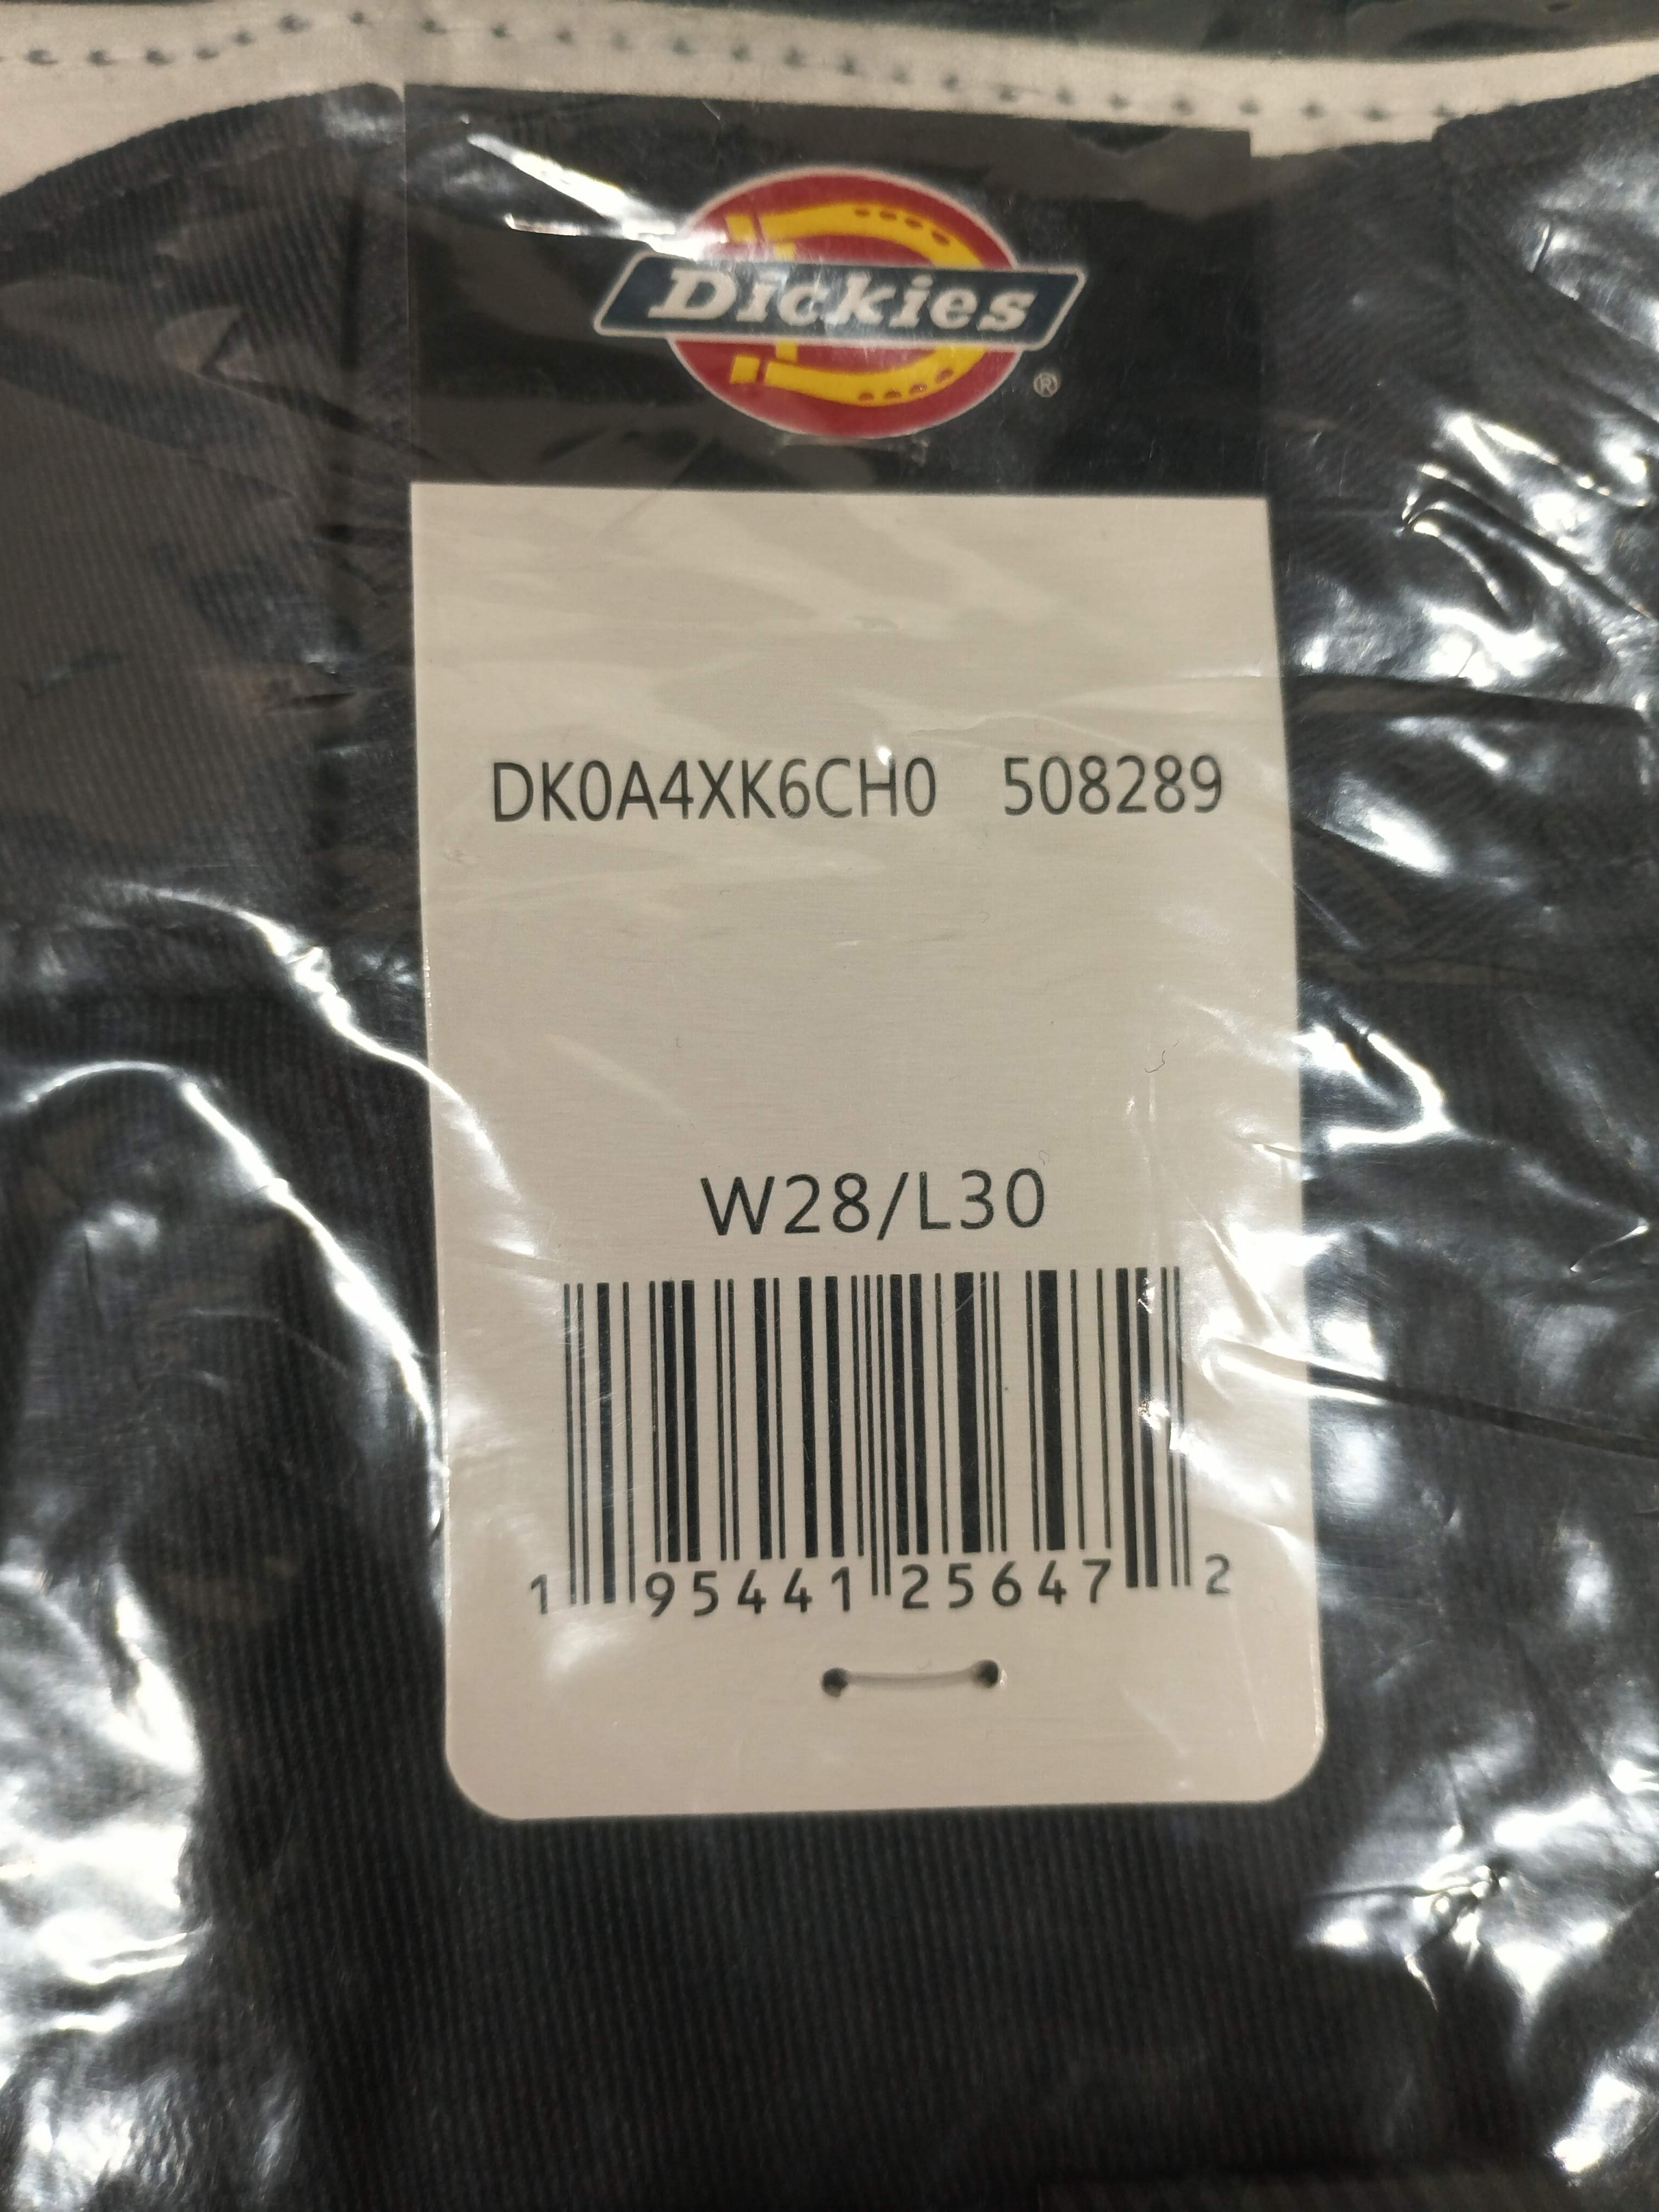 Dickies
®
DK0A4XK6CH0 508289
W28/L30
1 95441 25647 2